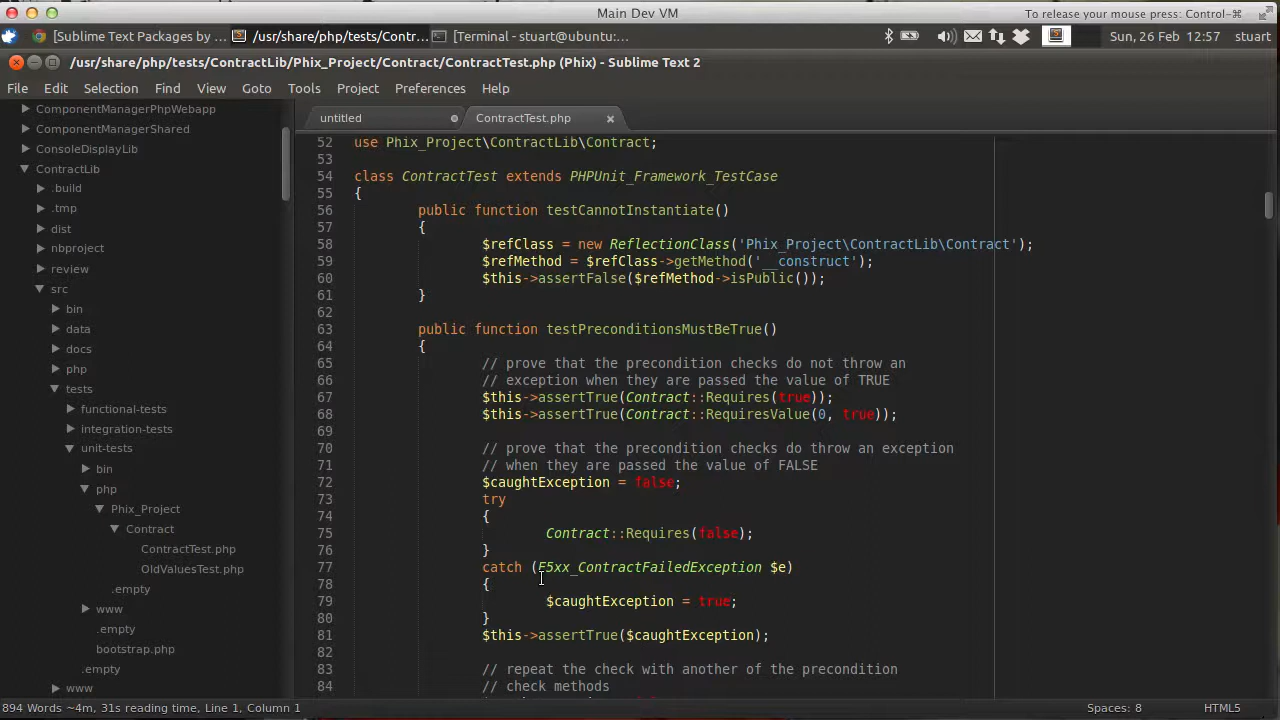 Main Dev VM
To release your mouse press: Control-⌘
[Sublime Text Packages by ...
/usr/share/php/tests/Contr...
[Terminal - stuart@ubuntu:...
Sun, 26 Feb 12:57 stuart
/usr/share/php/tests/ContractLib/Phix_Project/Contract/ContractTest.php (Phix) - Sublime Text 2
File Edit Selection Find View Goto Tools Project Preferences Help
ComponentManagerPhpWebapp
ComponentManagerShared
ConsoleDisplayLib
ContractLib
.build
.tmp
dist
nbproject
review
src
bin
data
docs
php
tests
functional-tests
integration-tests
unit-tests
bin
php
Phix_Project
Contract
ContractTest.php
OldValuesTest.php
.empty
www
.empty
bootstrap.php
.empty
www
untitled
ContractTest.php
52 use Phix_Project\ContractLib\Contract;
53
54 class ContractTest extends PHPUnit_Framework_TestCase
55 {
56 public function testCannotInstantiate()
57 {
58 $refClass = new ReflectionClass('Phix_Project\ContractLib\Contract');
59 $refMethod = $refClass->getMethod('__construct');
60 $this->assertFalse($refMethod->isPublic());
61 }
62
63 public function testPreconditionsMustBeTrue()
64 {
65 // prove that the precondition checks do not throw an
66 // exception when they are passed the value of TRUE
67 $this->assertTrue(Contract::Requires(true));
68 $this->assertTrue(Contract::RequiresValue(0, true));
69
70 // prove that the precondition checks do throw an exception
71 // when they are passed the value of FALSE
72 $caughtException = false;
73 try
74 {
75 Contract::Requires(false);
76 }
77 catch (E5xx_ContractFailedException $e)
78 {
79 $caughtException = true;
80 }
81 $this->assertTrue($caughtException);
82
83 // repeat the check with another of the precondition
84 // check methods
894 Words ~4m, 31s reading time, Line 1, Column 1
Spaces: 8
HTML5